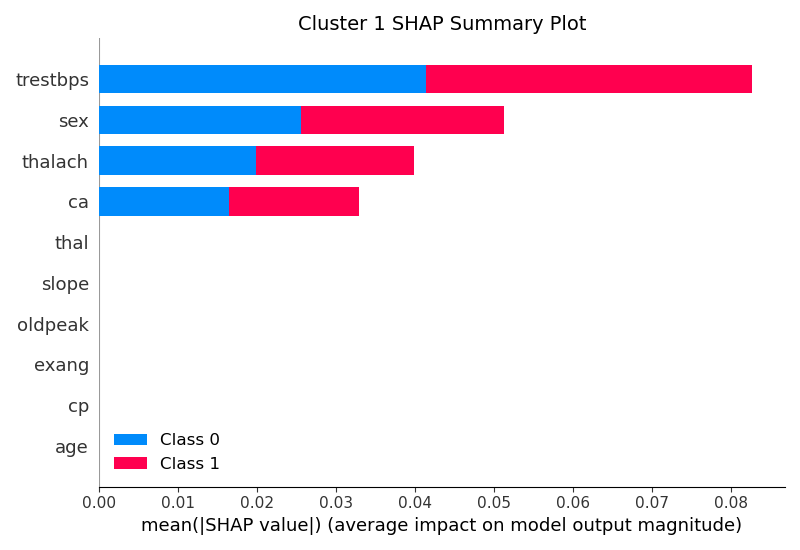 Cluster 1 SHAP Summary Plot
trestbps
sex
thalach
ca
thal
slope
oldpeak
exang
cp
age
Class 0
Class 1
0.00 0.01 0.02 0.03 0.04 0.05 0.06 0.07 0.08
mean(|SHAP value|) (average impact on model output magnitude)